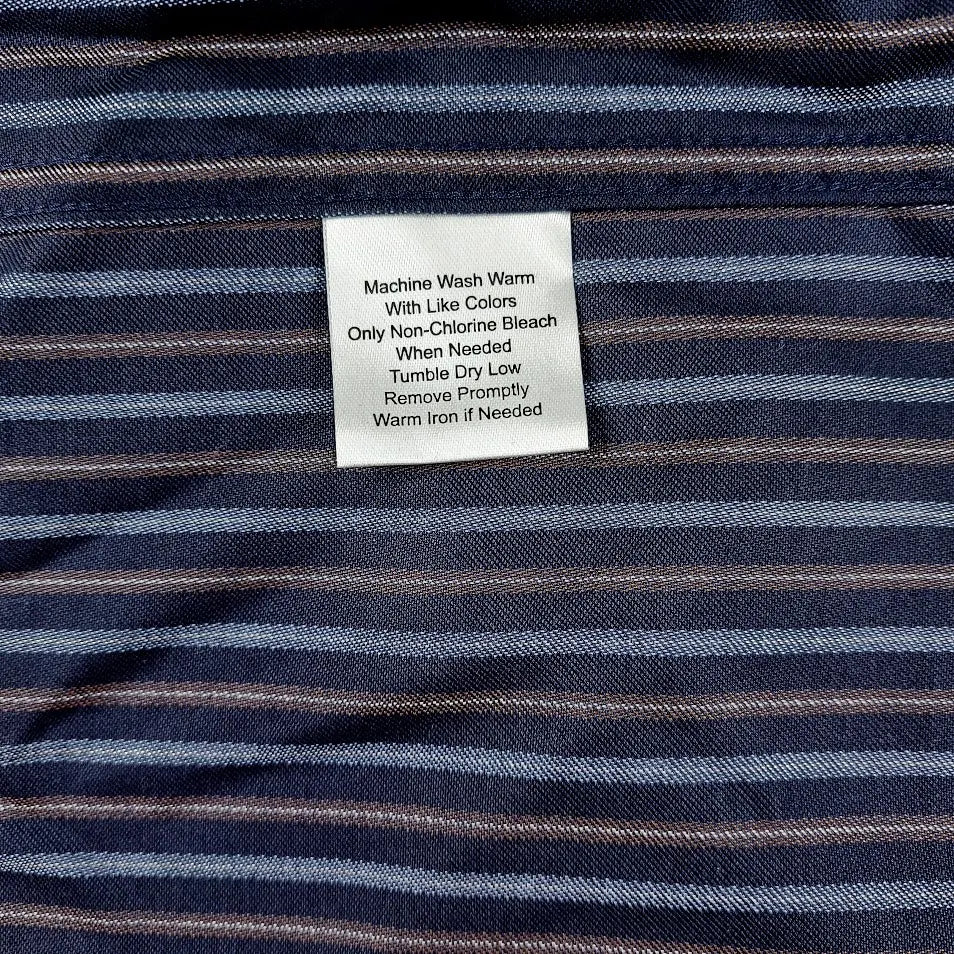 Machine Wash Warm
With Like Colors
Only Non-Chlorine Bleach
When Needed
Tumble Dry Low
Remove Promptly
Warm Iron if Needed